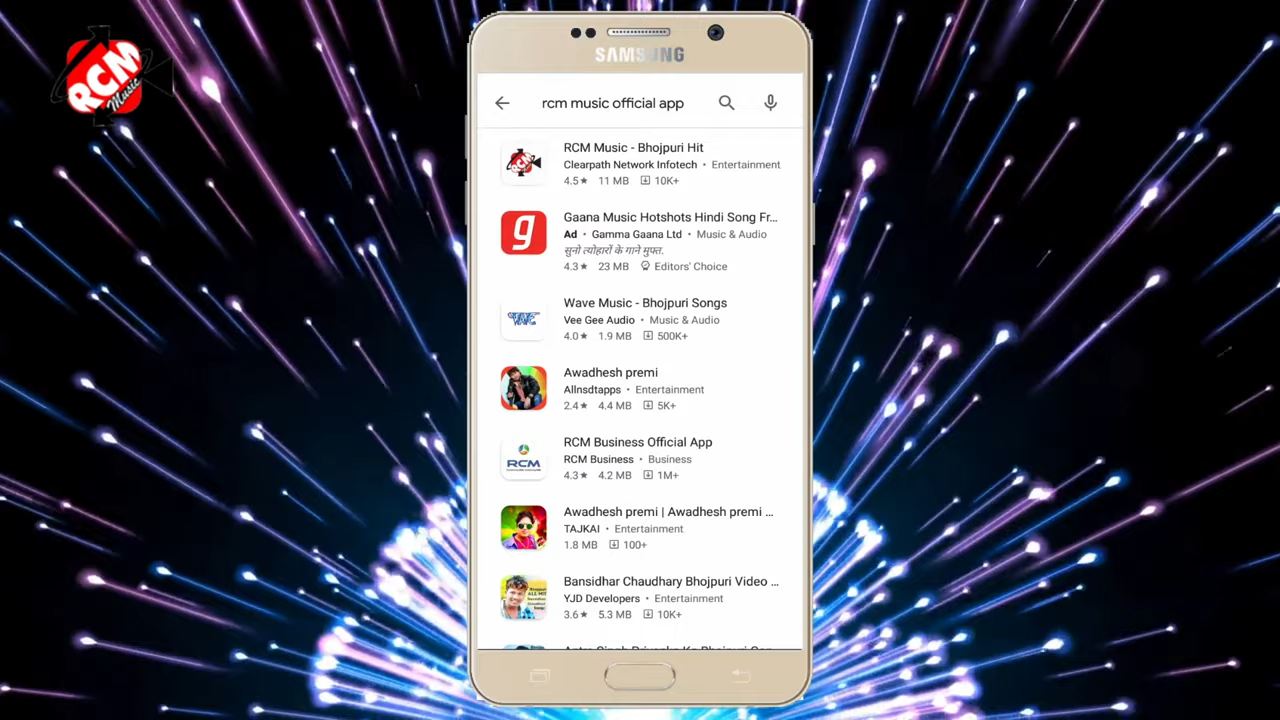 RCM
Music
SAMSUNG
rcm music official app
RCM
RCM Music - Bhojpuri Hit
Clearpath Network Infotech • Entertainment
4.5★ 11 MB 10K+
g
Gaana Music Hotshots Hindi Song Fr...
Ad • Gamma Gaana Ltd • Music & Audio
सुनो त्योहारों के गाने मुफ्त.
4.3★ 23 MB Editors' Choice
WAVE
Wave Music - Bhojpuri Songs
Vee Gee Audio • Music & Audio
4.0★ 1.9 MB 500K+
Awadhesh premi
Allnsdtapps • Entertainment
2.4★ 4.4 MB 5K+
RCM
RCM Business Official App
RCM Business • Business
4.3★ 4.2 MB 1M+
Awadhesh premi | Awadhesh premi ...
TAJKAI • Entertainment
1.8 MB 100+
Bansidhar Chaudhary Bhojpuri Video ...
YJD Developers • Entertainment
3.6★ 5.3 MB 10K+